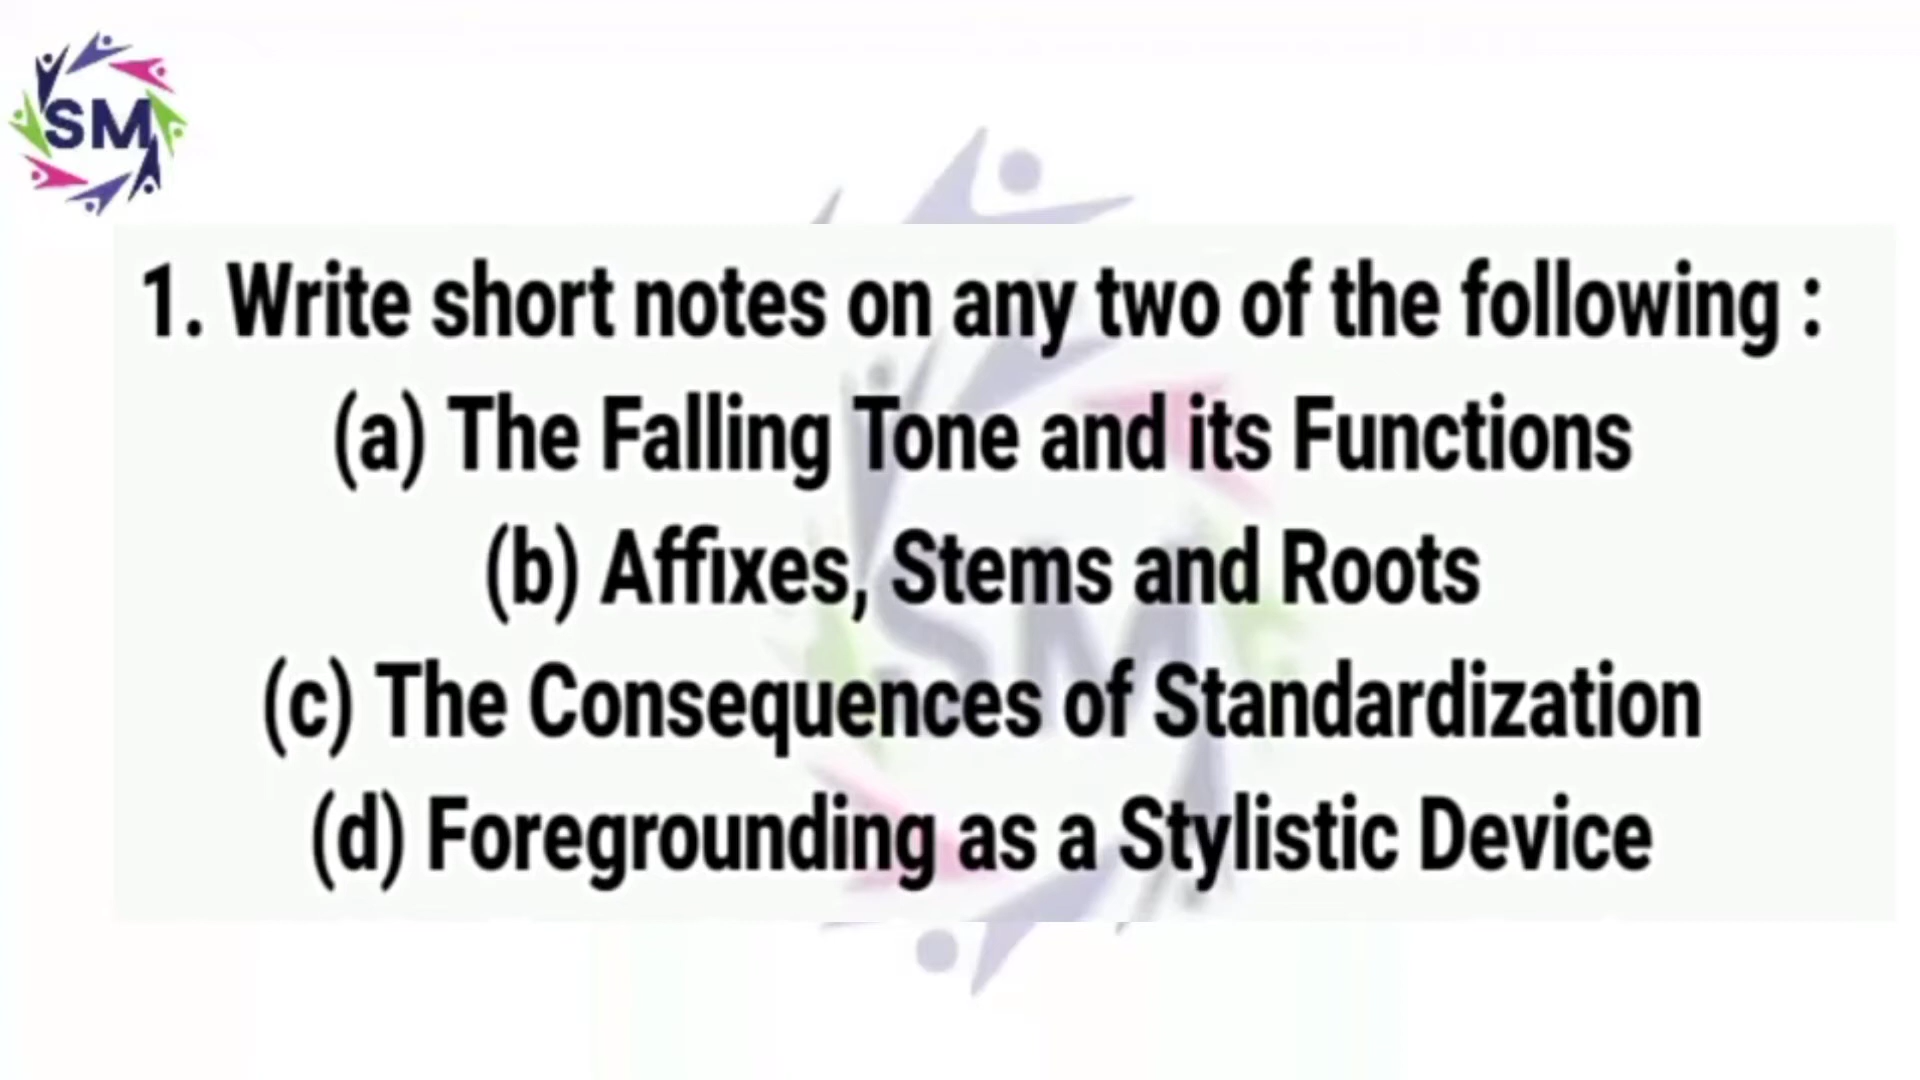 SM
1. Write short notes on any two of the following :
(a) The Falling Tone and its Functions
(b) Affixes, Stems and Roots
(c) The Consequences of Standardization
(d) Foregrounding as a Stylistic Device
SM